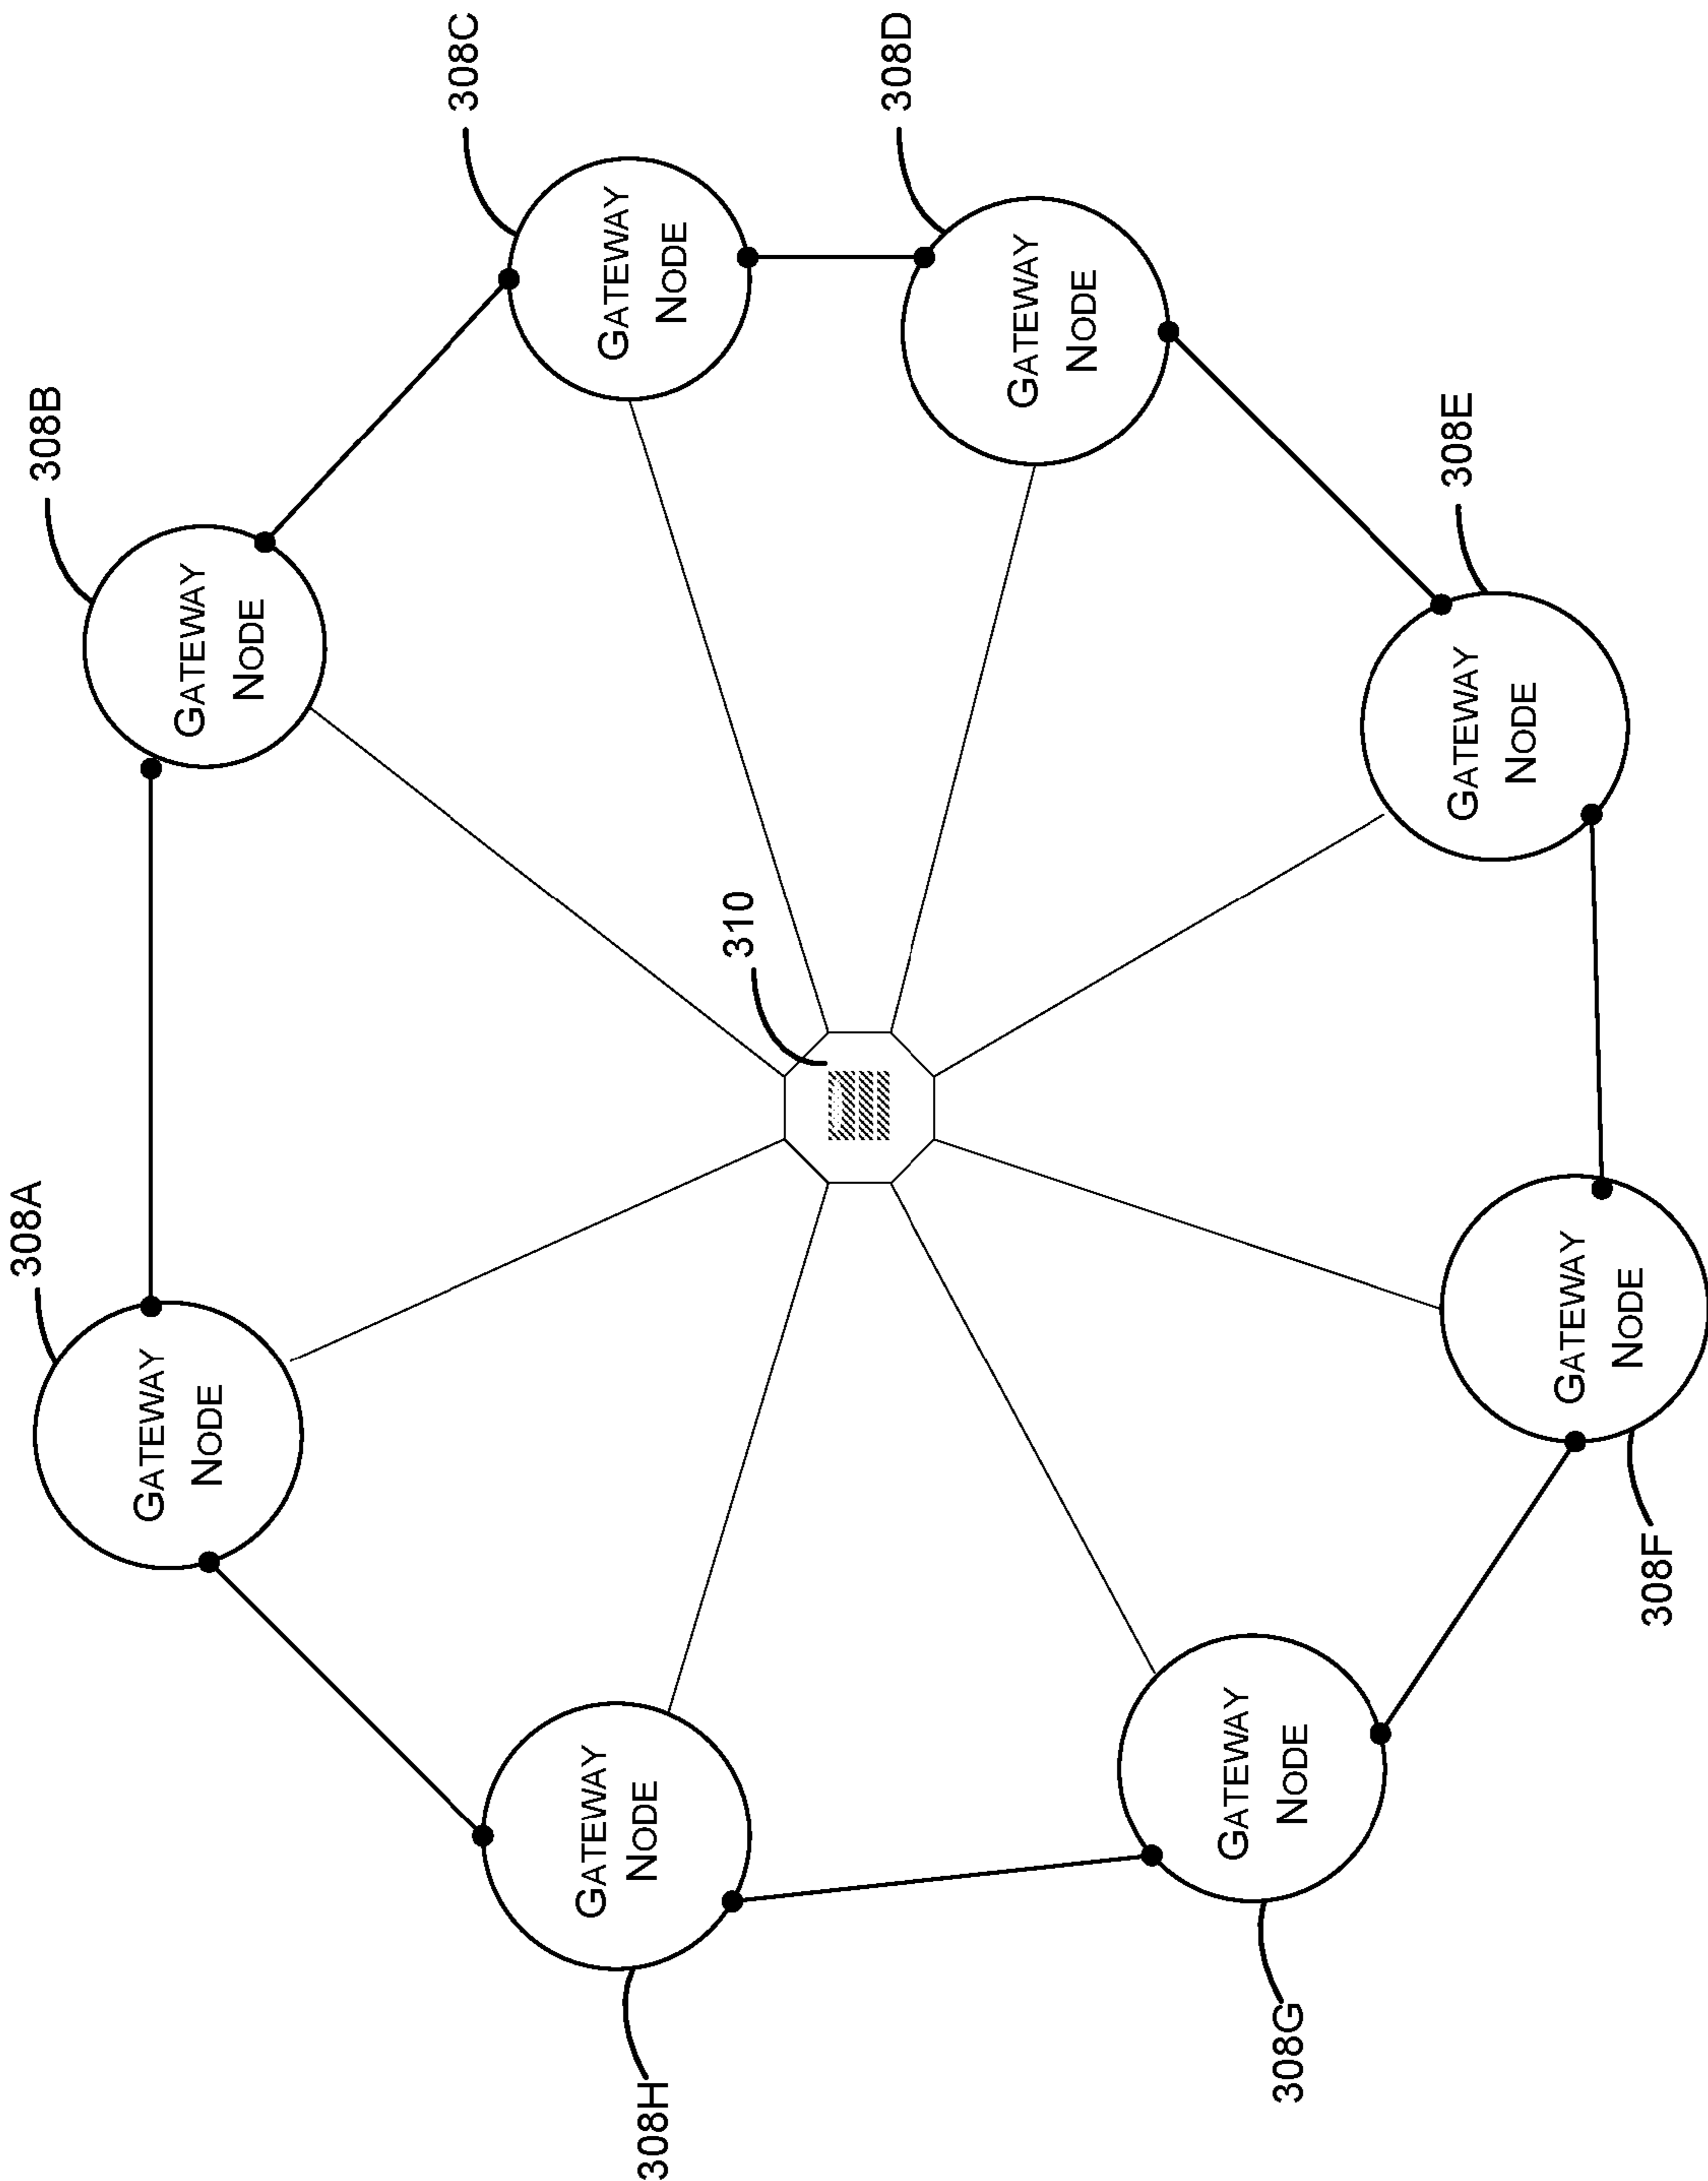 308A
GATEWAY
NODE
308B
GATEWAY
NODE
308C
GATEWAY
NODE
308D
GATEWAY
NODE
308E
GATEWAY
NODE
308F
GATEWAY
NODE
308G
GATEWAY
NODE
308H
GATEWAY
NODE
310